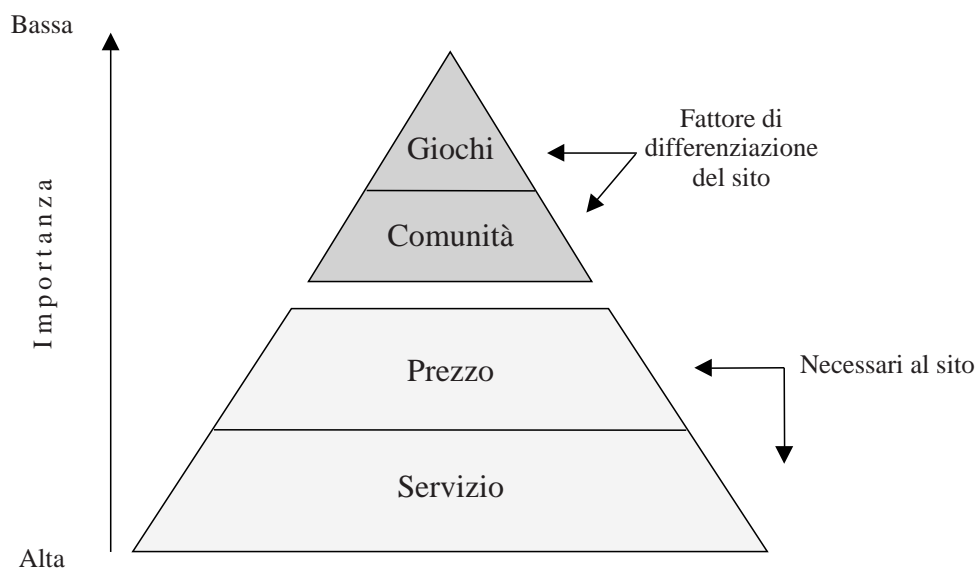 Bassa
Importanza
Alta
Giochi
Comunità
Prezzo
Servizio
Fattore di
differenziazione
del sito
Necessari al sito